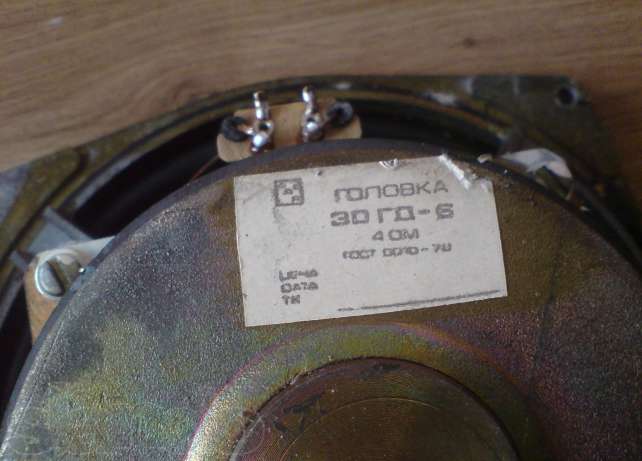 ГОЛОВКА
30 ГД-6
4 ОМ
ГОСТ 9010-78
ЦЕНА
ДАТА
ТК